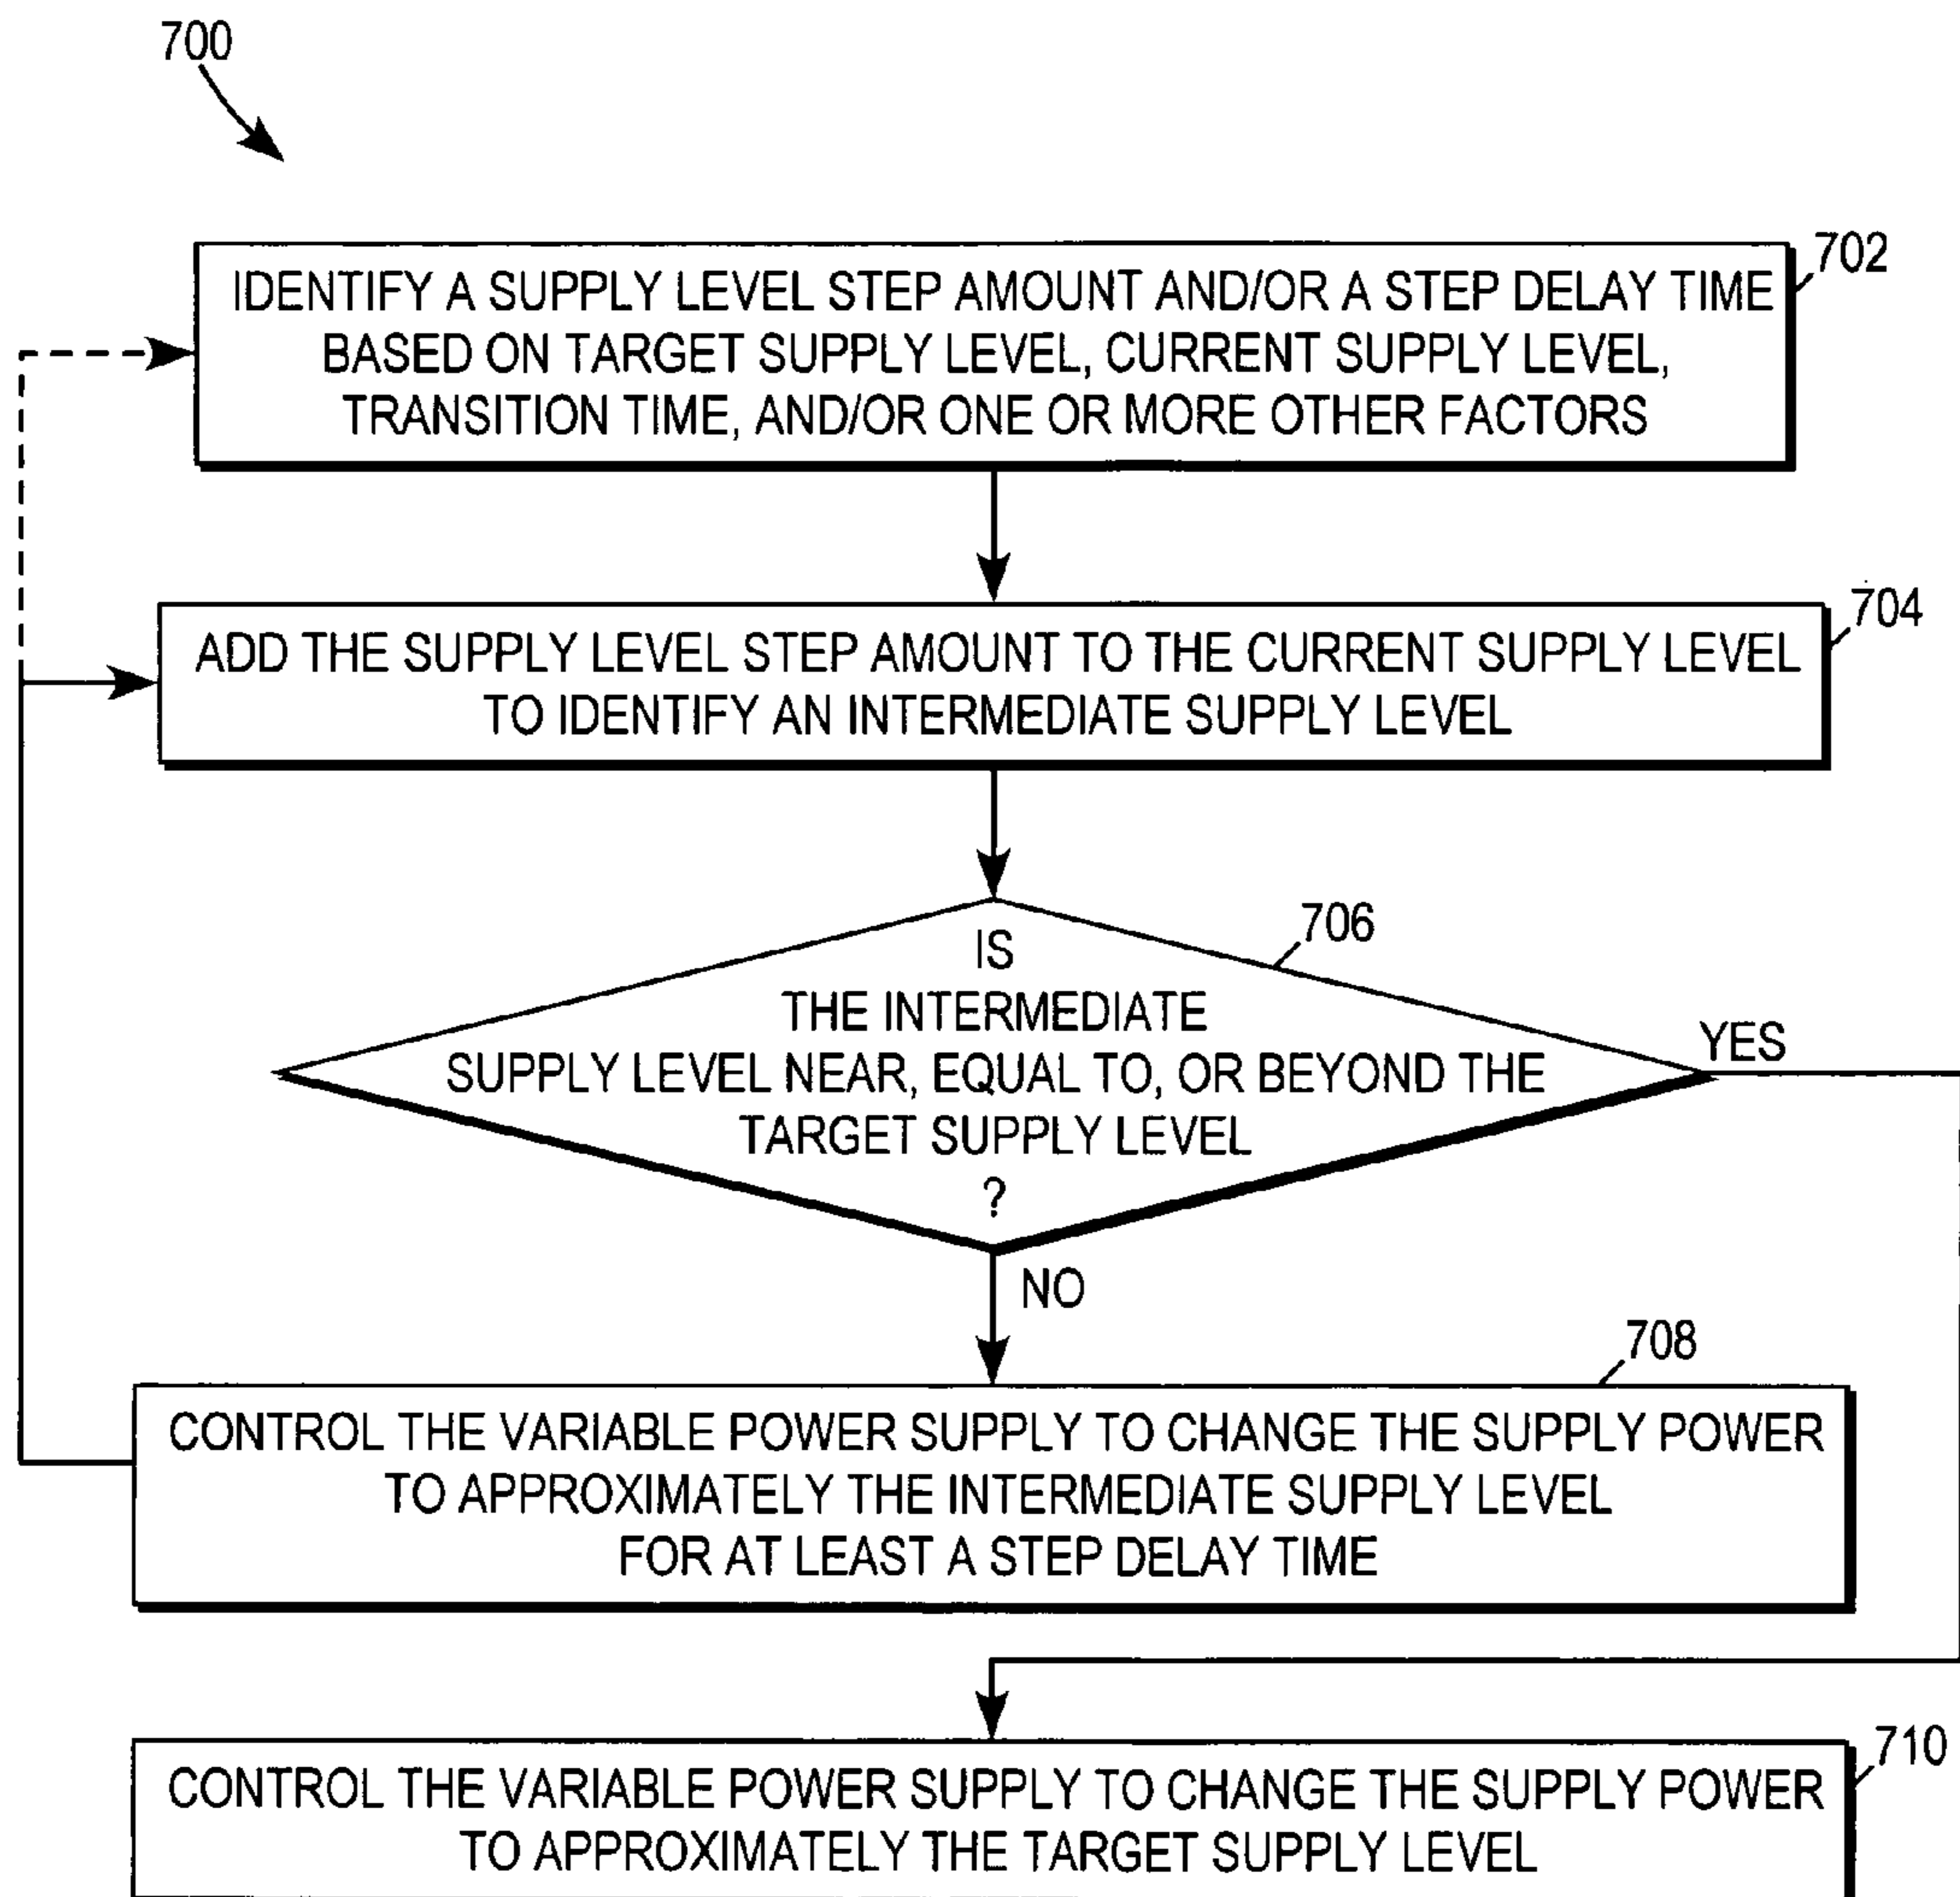 700
702
IDENTIFY A SUPPLY LEVEL STEP AMOUNT AND/OR A STEP DELAY TIME
BASED ON TARGET SUPPLY LEVEL, CURRENT SUPPLY LEVEL,
TRANSITION TIME, AND/OR ONE OR MORE OTHER FACTORS
704
ADD THE SUPPLY LEVEL STEP AMOUNT TO THE CURRENT SUPPLY LEVEL
TO IDENTIFY AN INTERMEDIATE SUPPLY LEVEL
706
IS
THE INTERMEDIATE
SUPPLY LEVEL NEAR, EQUAL TO, OR BEYOND THE
TARGET SUPPLY LEVEL
?
YES
NO
708
CONTROL THE VARIABLE POWER SUPPLY TO CHANGE THE SUPPLY POWER
TO APPROXIMATELY THE INTERMEDIATE SUPPLY LEVEL
FOR AT LEAST A STEP DELAY TIME
710
CONTROL THE VARIABLE POWER SUPPLY TO CHANGE THE SUPPLY POWER
TO APPROXIMATELY THE TARGET SUPPLY LEVEL